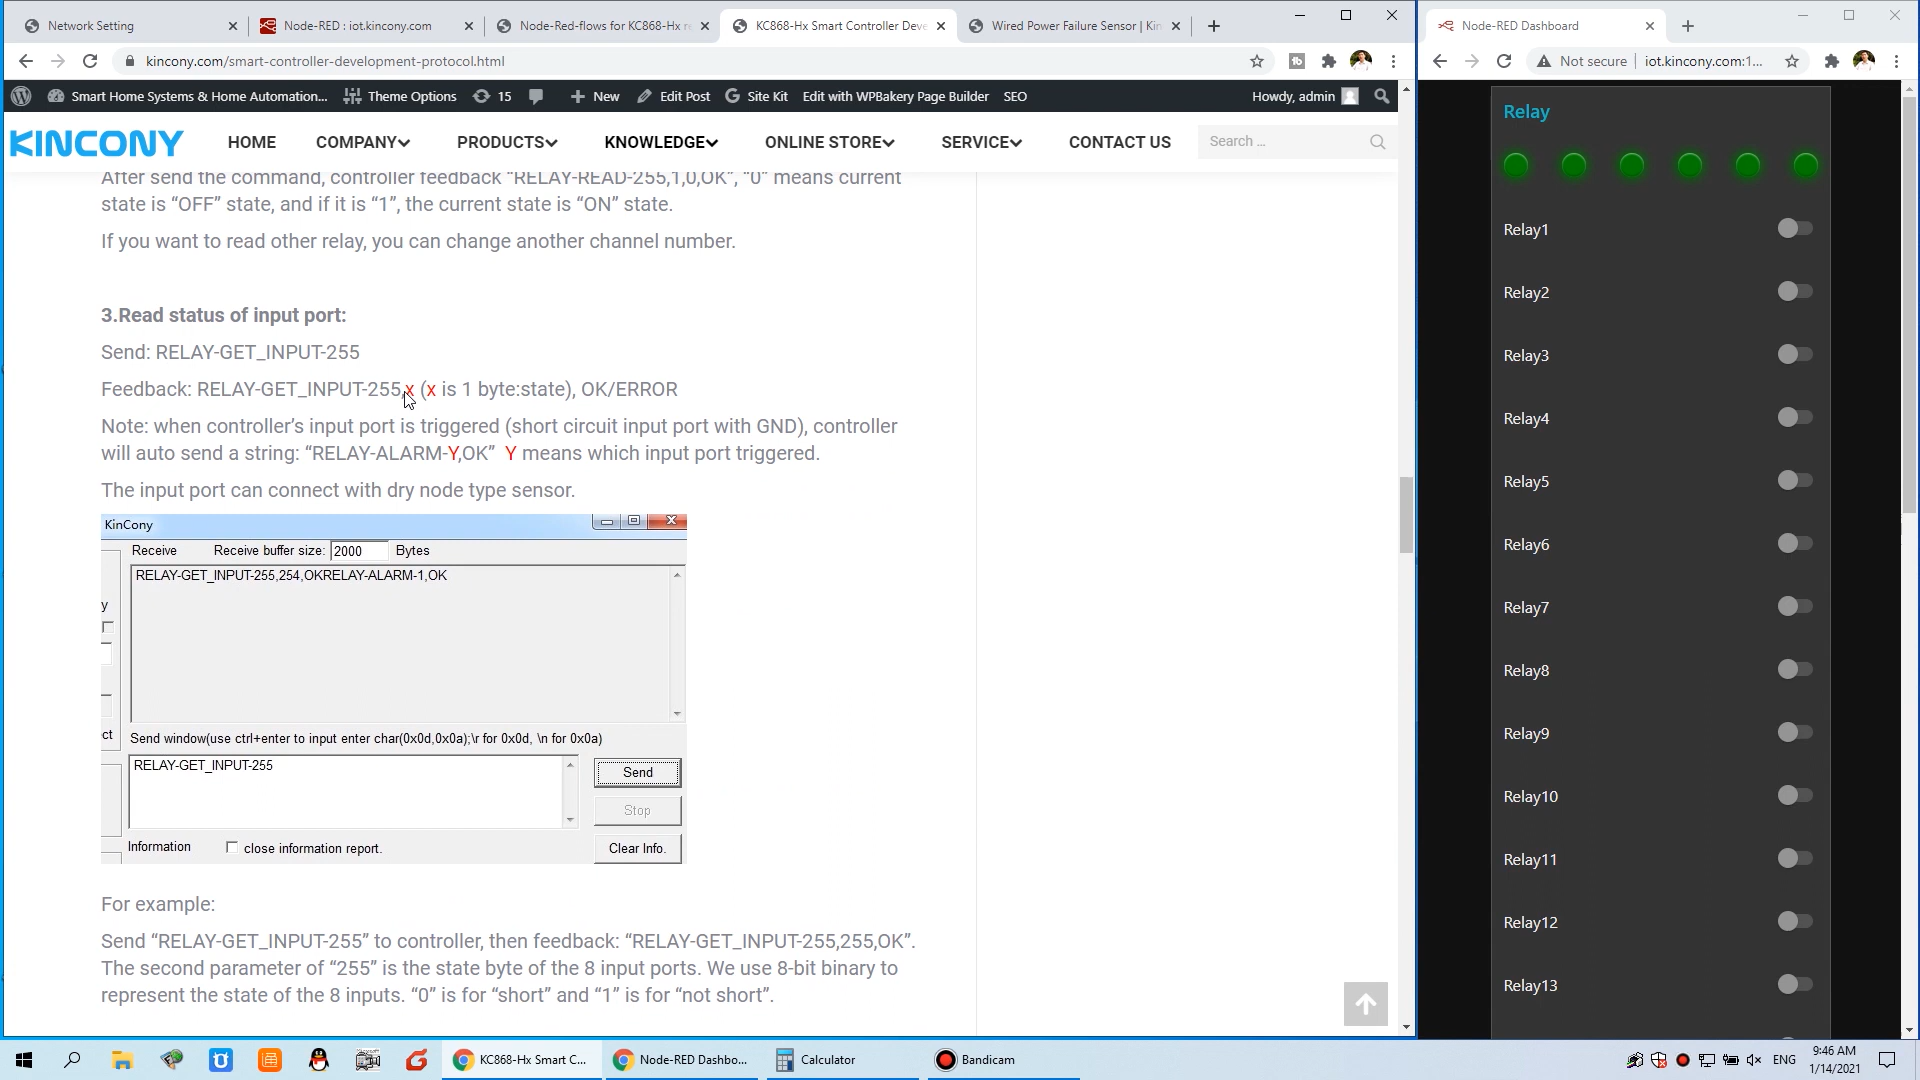 Network Setting
Node-RED : iot.kincony.com
Node-Red-flows for KC868-Hx re
KC868-Hx Smart Controller Deve
Wired Power Failure Sensor | Kin
kincony.com/smart-controller-development-protocol.html
Smart Home Systems & Home Automation...
Theme Options
15
New
Edit Post
Site Kit
Edit with WPBakery Page Builder
SEO
Howdy, admin
KINCONY
HOME
COMPANY
PRODUCTS
KNOWLEDGE
ONLINE STORE
SERVICE
CONTACT US
Search ...
After send the command, controller feedback “RELAY-READ-255,1,0,OK”, “0” means current
state is “OFF” state, and if it is “1”, the current state is “ON” state.
If you want to read other relay, you can change another channel number.
3.Read status of input port:
Send: RELAY-GET_INPUT-255
Feedback: RELAY-GET_INPUT-255,x (x is 1 byte:state), OK/ERROR
Note: when controller’s input port is triggered (short circuit input port with GND), controller
will auto send a string: “RELAY-ALARM-Y,OK” Y means which input port triggered.
The input port can connect with dry node type sensor.
KinCony
Receive
Receive buffer size: 2000 Bytes
RELAY-GET_INPUT-255,254,OKRELAY-ALARM-1,OK
y
ct
Send window(use ctrl+enter to input enter char(0x0d,0x0a);\r for 0x0d, \n for 0x0a)
RELAY-GET_INPUT-255
Send
Stop
Information
close information report.
Clear Info.
For example:
Send “RELAY-GET_INPUT-255” to controller, then feedback: “RELAY-GET_INPUT-255,255,OK”.
The second parameter of “255” is the state byte of the 8 input ports. We use 8-bit binary to
represent the state of the 8 inputs. “0” is for “short” and “1” is for “not short”.
Node-RED Dashboard
Not secure
iot.kincony.com:1...
Relay
Relay1
Relay2
Relay3
Relay4
Relay5
Relay6
Relay7
Relay8
Relay9
Relay10
Relay11
Relay12
Relay13
KC868-Hx Smart C...
Node-RED Dashbo...
Calculator
Bandicam
ENG
9:46 AM
1/14/2021